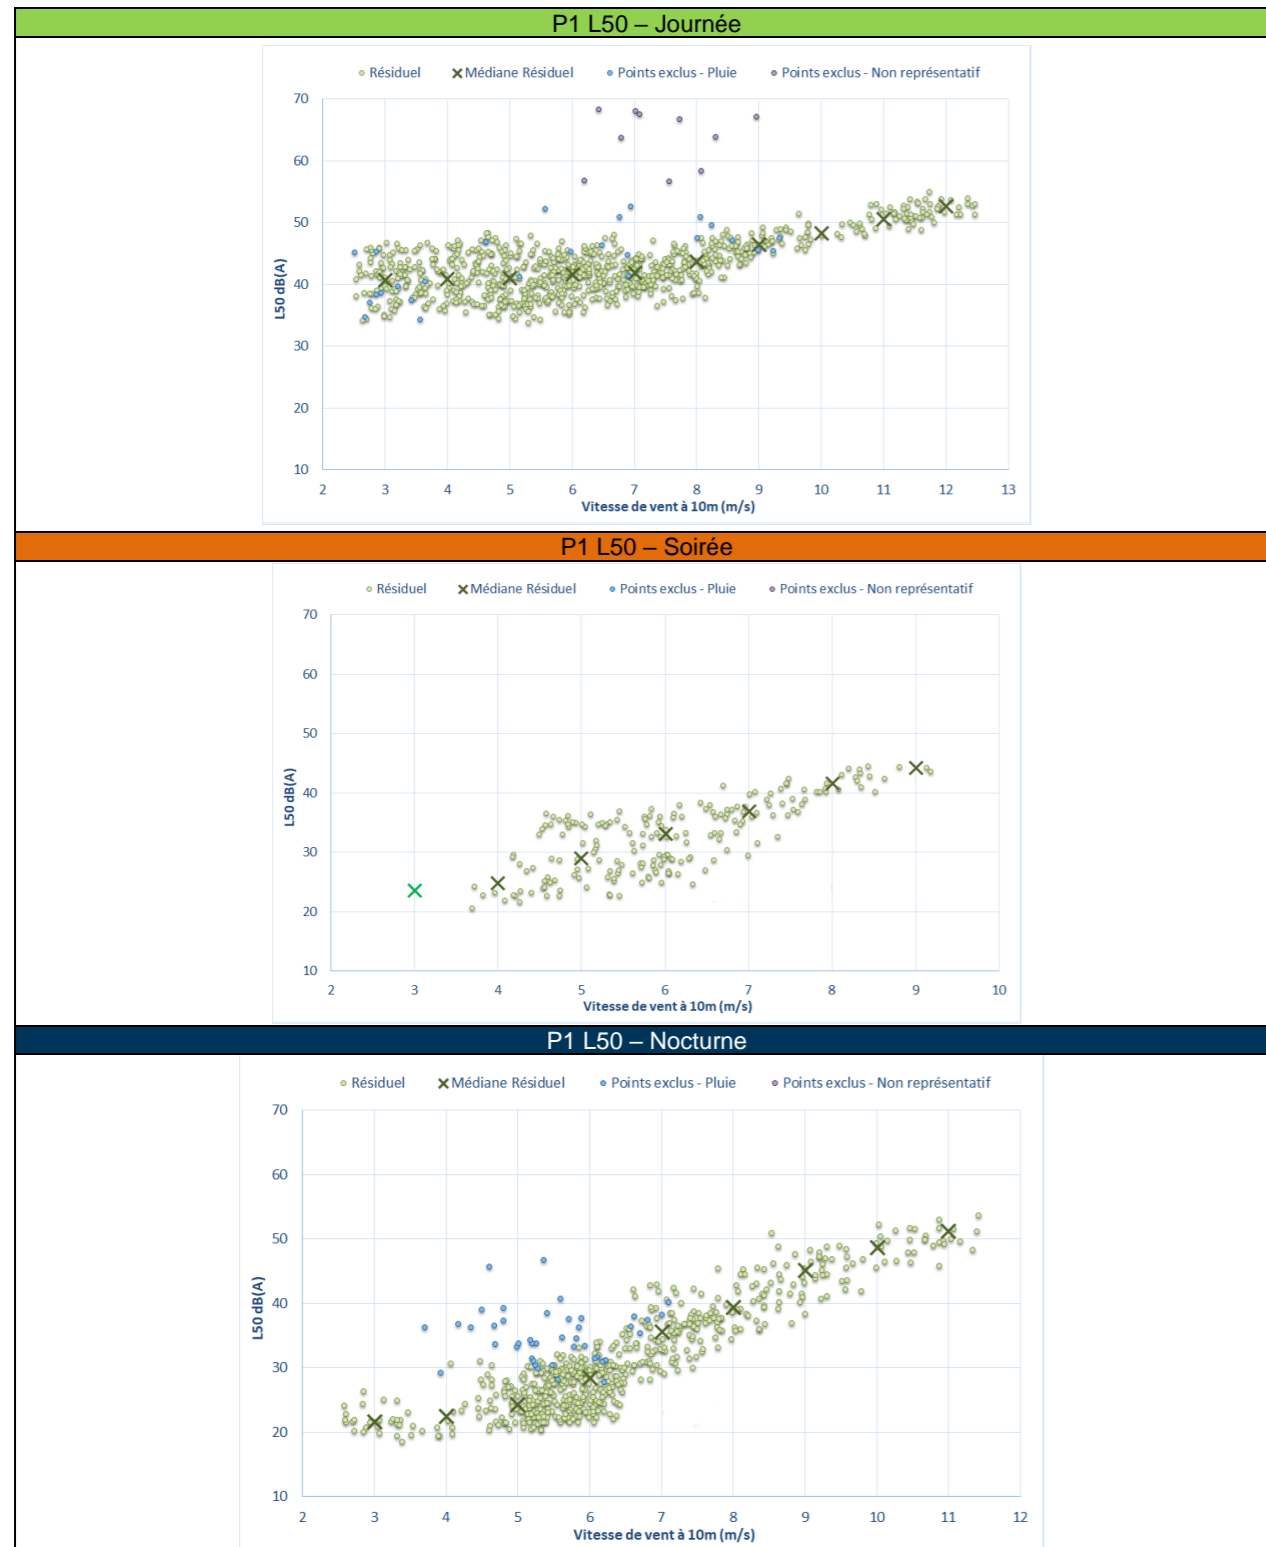 P1 L50 – Journée
Résiduel Médiane Résiduel Points exclus - Pluie Points exclus - Non représentatif
70
60
50
40
30
20
10
L50 dB(A)
2 3 4 5 6 7 8 9 10 11 12 13
Vitesse de vent à 10m (m/s)
P1 L50 – Soirée
Résiduel Médiane Résiduel Points exclus - Pluie Points exclus - Non représentatif
70
60
50
40
30
20
10
L50 dB(A)
2 3 4 5 6 7 8 9 10
Vitesse de vent à 10m (m/s)
P1 L50 – Nocturne
Résiduel Médiane Résiduel Points exclus - Pluie Points exclus - Non représentatif
70
60
50
40
30
20
10
L50 dB(A)
2 3 4 5 6 7 8 9 10 11 12
Vitesse de vent à 10m (m/s)